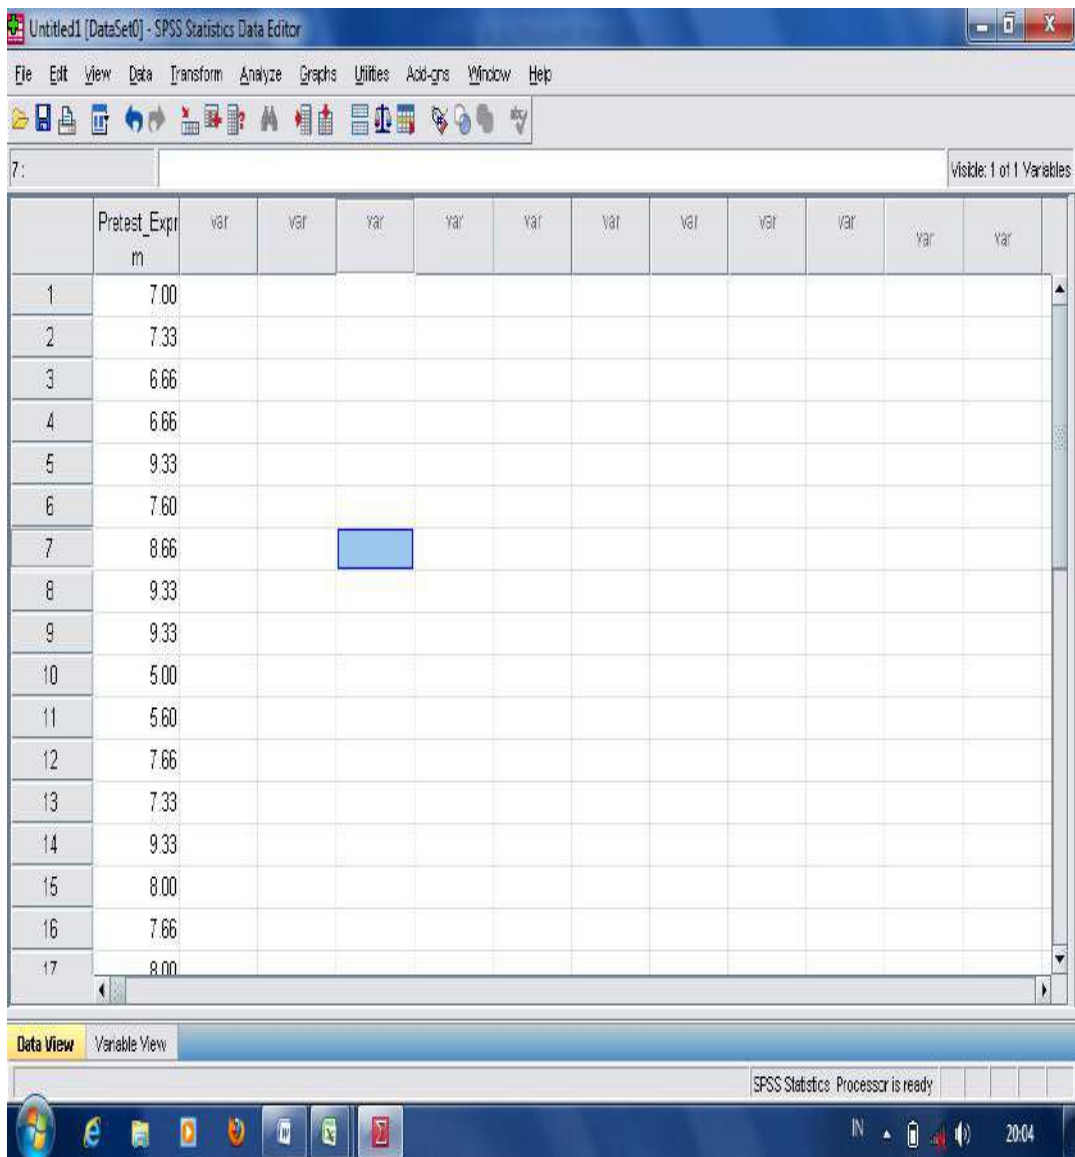 Untitled1 [DataSet0] - SPSS Statistics Data Editor
File Edit View Data Transform Analyze Graphs Utilities Add-ons Window Help
7 : Visible: 1 of 1 Variables
Pretest_Expr var var var var var var var var var var var
m
1 7.00
2 7.33
3 6.66
4 6.66
5 9.33
6 7.60
7 8.66
8 9.33
9 9.33
10 5.00
11 5.60
12 7.66
13 7.33
14 9.33
15 8.00
16 7.66
17 8.00
Data View Variable View
SPSS Statistics Processor is ready
IN 20:04